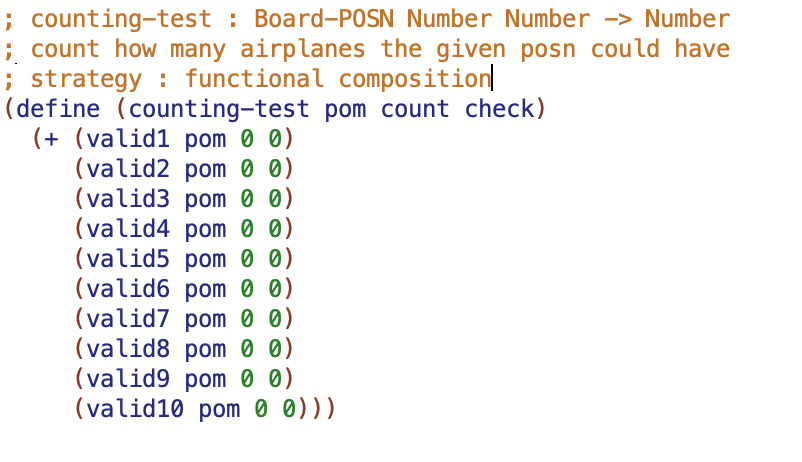 ; counting-test : Board-POSN Number Number -> Number
; count how many airplanes the given posn could have
; strategy : functional composition
(define (counting-test pom count check)
(+ (valid1 pom 0 0)
(valid2 pom 0 0)
(valid3 pom 0 0)
(valid4 pom 0 0)
(valid5 pom 0 0)
(valid6 pom 0 0)
(valid7 pom 0 0)
(valid8 pom 0 0)
(valid9 pom 0 0)
(valid10 pom 0 0)))